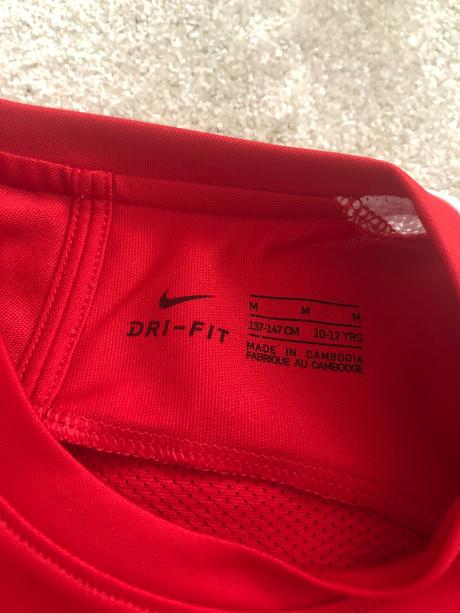 DRI-FIT
M M M
137-147 CM 10-12 YRS
MADE IN CAMBODIA
FABRIQUE AU CAMBODGE